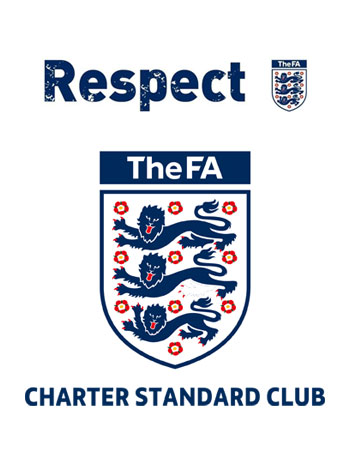 Respect TheFA
TheFA
CHARTER STANDARD CLUB